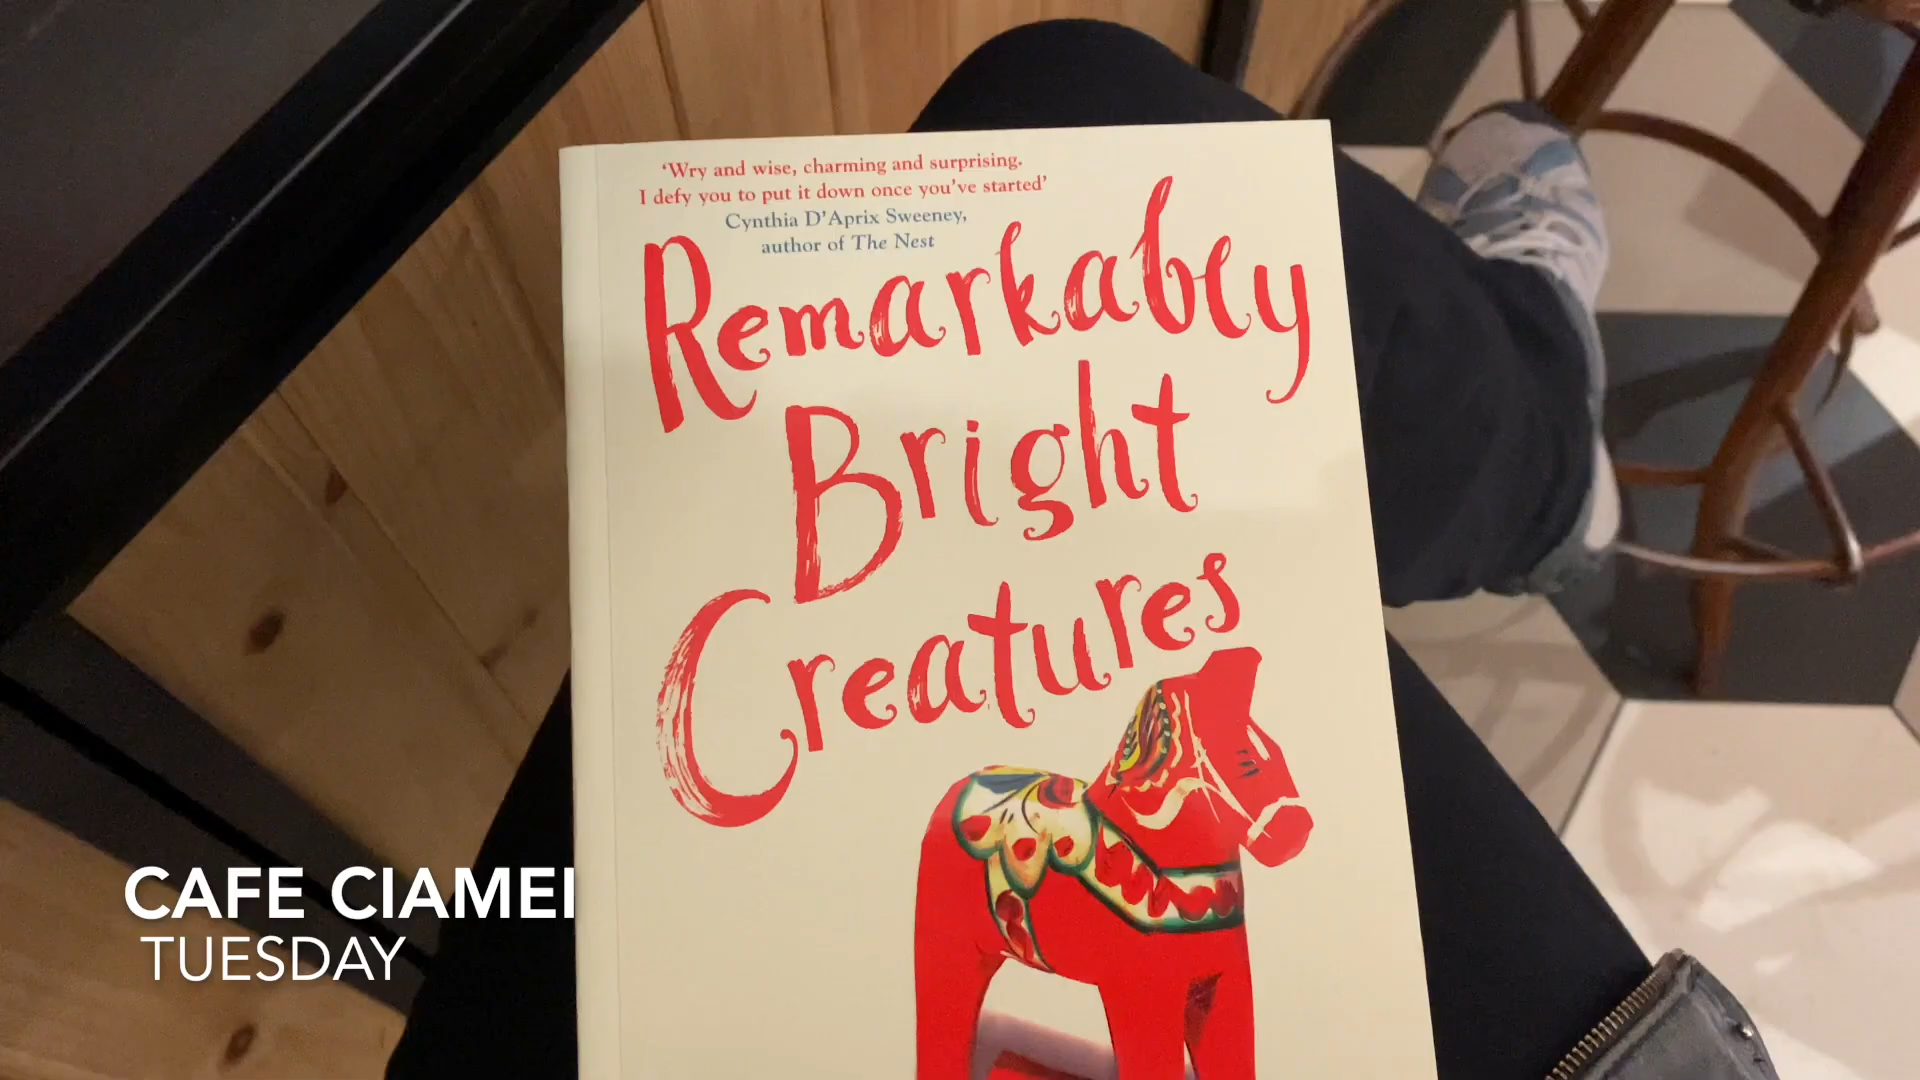 ‘Wry and wise, charming and surprising.
I defy you to put it down once you’ve started’
Cynthia D’Aprix Sweeney,
author of The Nest
Remarkably
Bright
Creatures
CAFE CIAMEI
TUESDAY